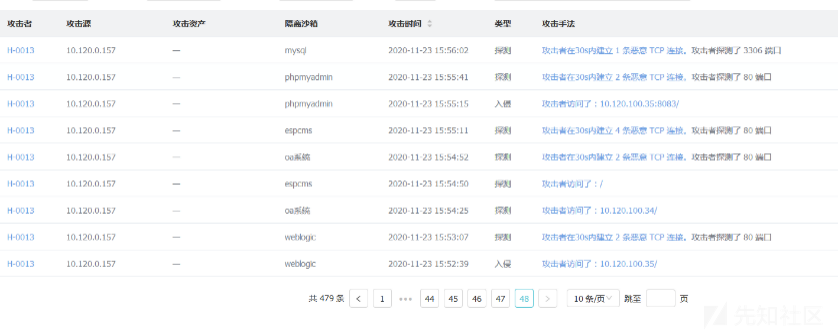 攻击者 攻击源 攻击资产 隔离沙箱 攻击时间 类型 攻击手法
H-0013 10.120.0.157 — mysql 2020-11-23 15:56:02 探测 攻击者在30s内建立 1 条恶意 TCP 连接，攻击者探测了 3306 端口
H-0013 10.120.0.157 — phpmyadmin 2020-11-23 15:55:41 探测 攻击者在30s内建立 2 条恶意 TCP 连接，攻击者探测了 80 端口
H-0013 10.120.0.157 — phpmyadmin 2020-11-23 15:55:15 入侵 攻击者访问了：10.120.100.35:8083/
H-0013 10.120.0.157 — espcms 2020-11-23 15:55:11 探测 攻击者在30s内建立 4 条恶意 TCP 连接，攻击者探测了 80 端口
H-0013 10.120.0.157 — oa系统 2020-11-23 15:54:52 探测 攻击者在30s内建立 2 条恶意 TCP 连接，攻击者探测了 80 端口
H-0013 10.120.0.157 — espcms 2020-11-23 15:54:50 探测 攻击者访问了：/
H-0013 10.120.0.157 — oa系统 2020-11-23 15:54:25 探测 攻击者访问了：10.120.100.34/
H-0013 10.120.0.157 — weblogic 2020-11-23 15:53:07 探测 攻击者在30s内建立 2 条恶意 TCP 连接，攻击者探测了 80 端口
H-0013 10.120.0.157 — weblogic 2020-11-23 15:52:39 入侵 攻击者访问了：10.120.100.35/
共 479 条 < 1 ••• 44 45 46 47 48 > 10 条/页 跳至 页
先知社区